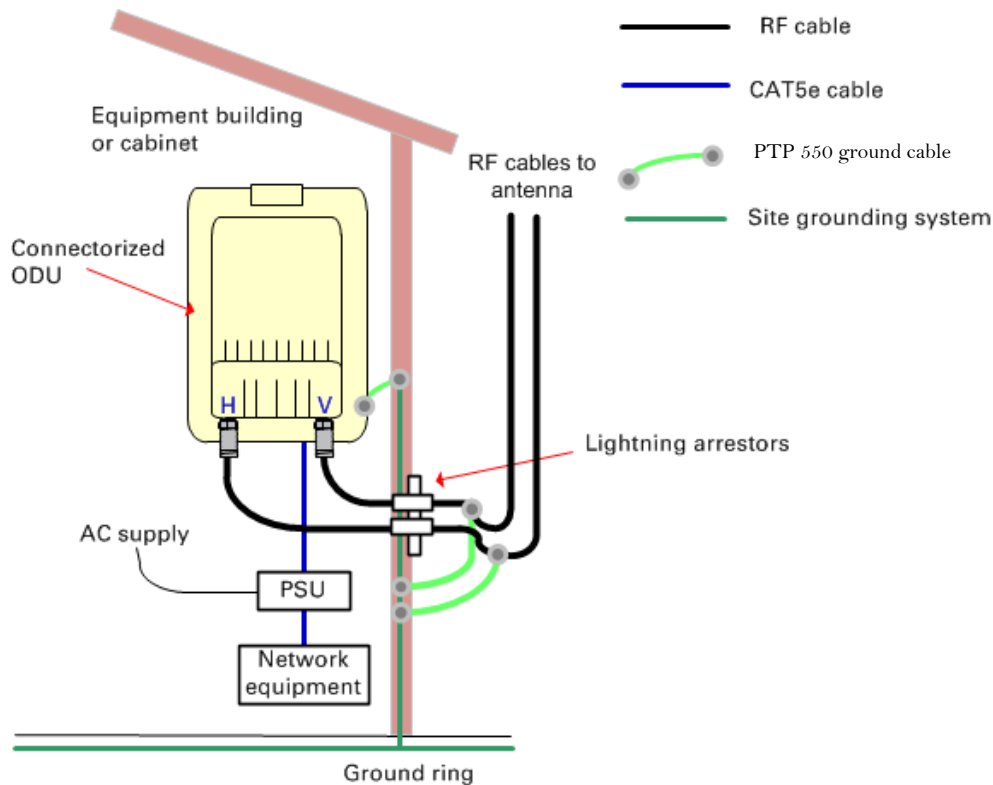 RF cable
CAT5e cable
PTP 550 ground cable
Site grounding system
Equipment building
or cabinet
RF cables to
antenna
Connectorized
ODU
H
V
Lightning arrestors
AC supply
PSU
Network
equipment
Ground ring